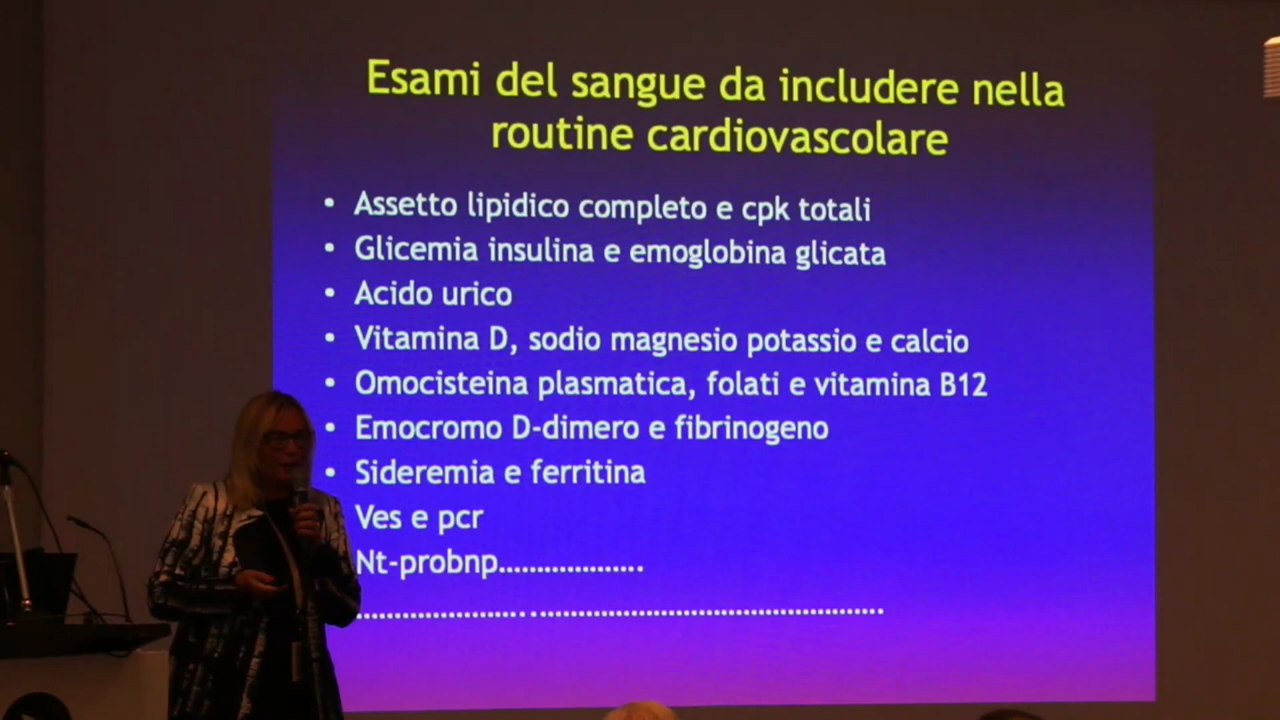 Esami del sangue da includere nella
routine cardiovascolare
• Assetto lipidico completo e cpk totali
• Glicemia insulina e emoglobina glicata
• Acido urico
• Vitamina D, sodio magnesio potassio e calcio
• Omocisteina plasmatica, folati e vitamina B12
• Emocromo D-dimero e fibrinogeno
• Sideremia e ferritina
Ves e pcr
Nt-probnp...................
......................................................................